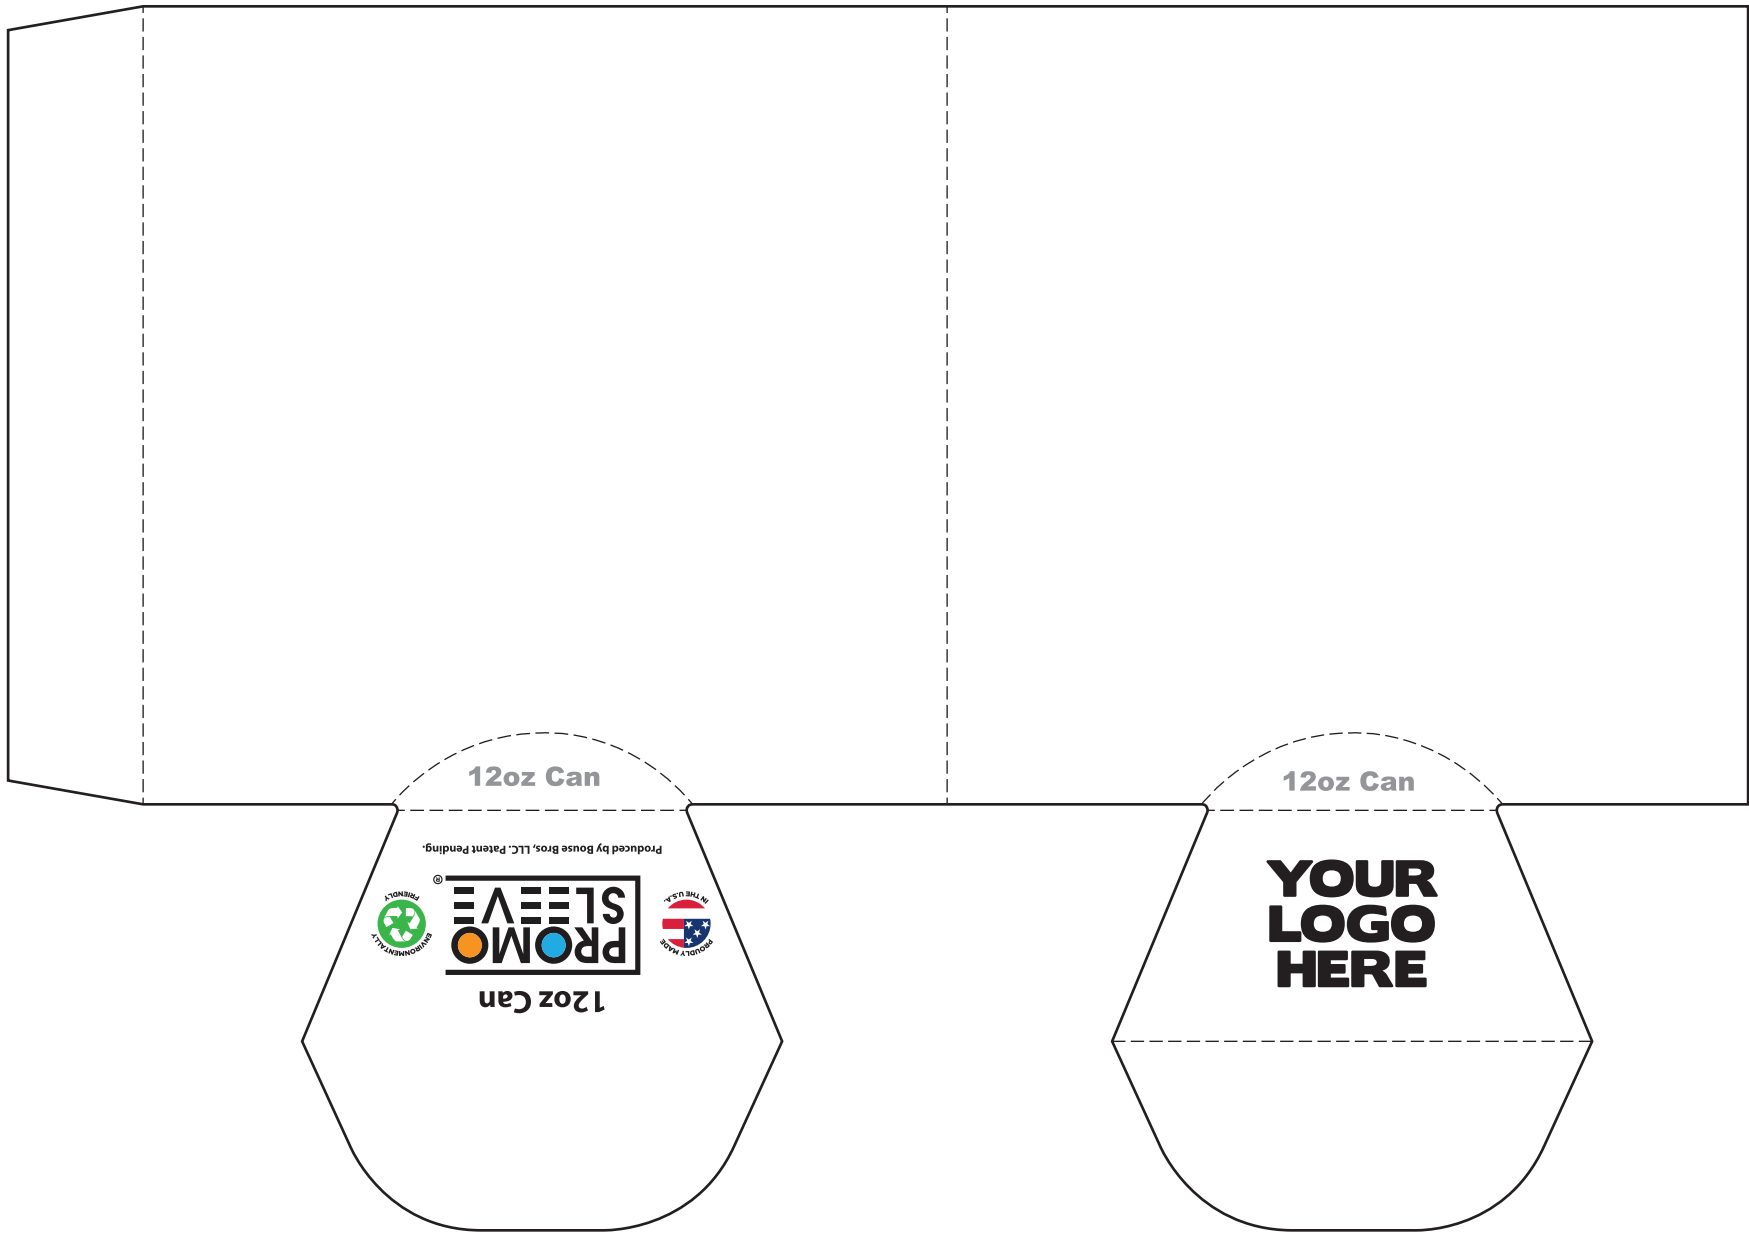 12oz Can
12oz Can
Produced by Bouse Bros, LLC. Patent Pending.
12oz Can
PROMO
SLEEVE®
PROUDLY MADE
IN THE U.S.A.
ENVIRONMENTALLY
FRIENDLY
YOUR
LOGO
HERE